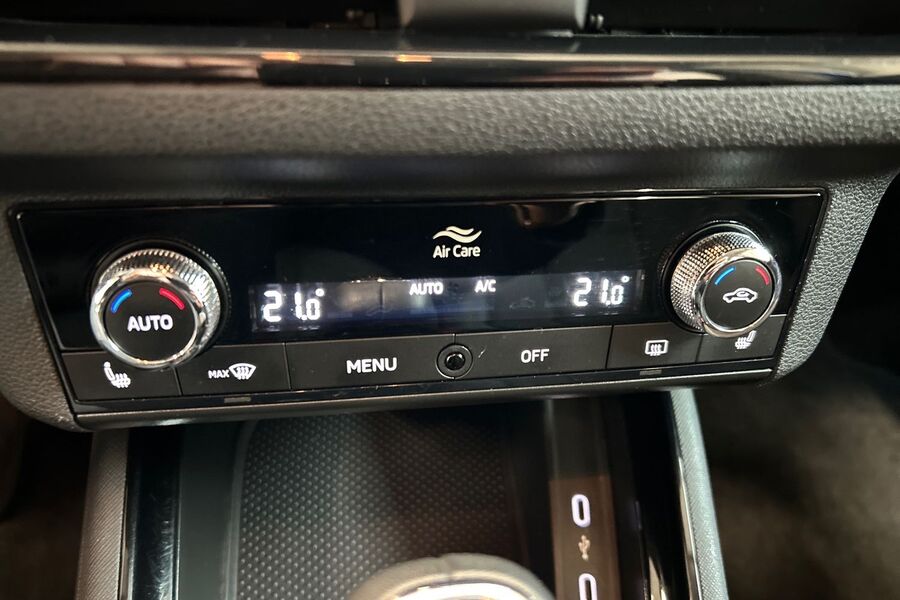 Air Care
21.0°
AUTO
A/C
21.0°
AUTO
MAX
MENU
OFF